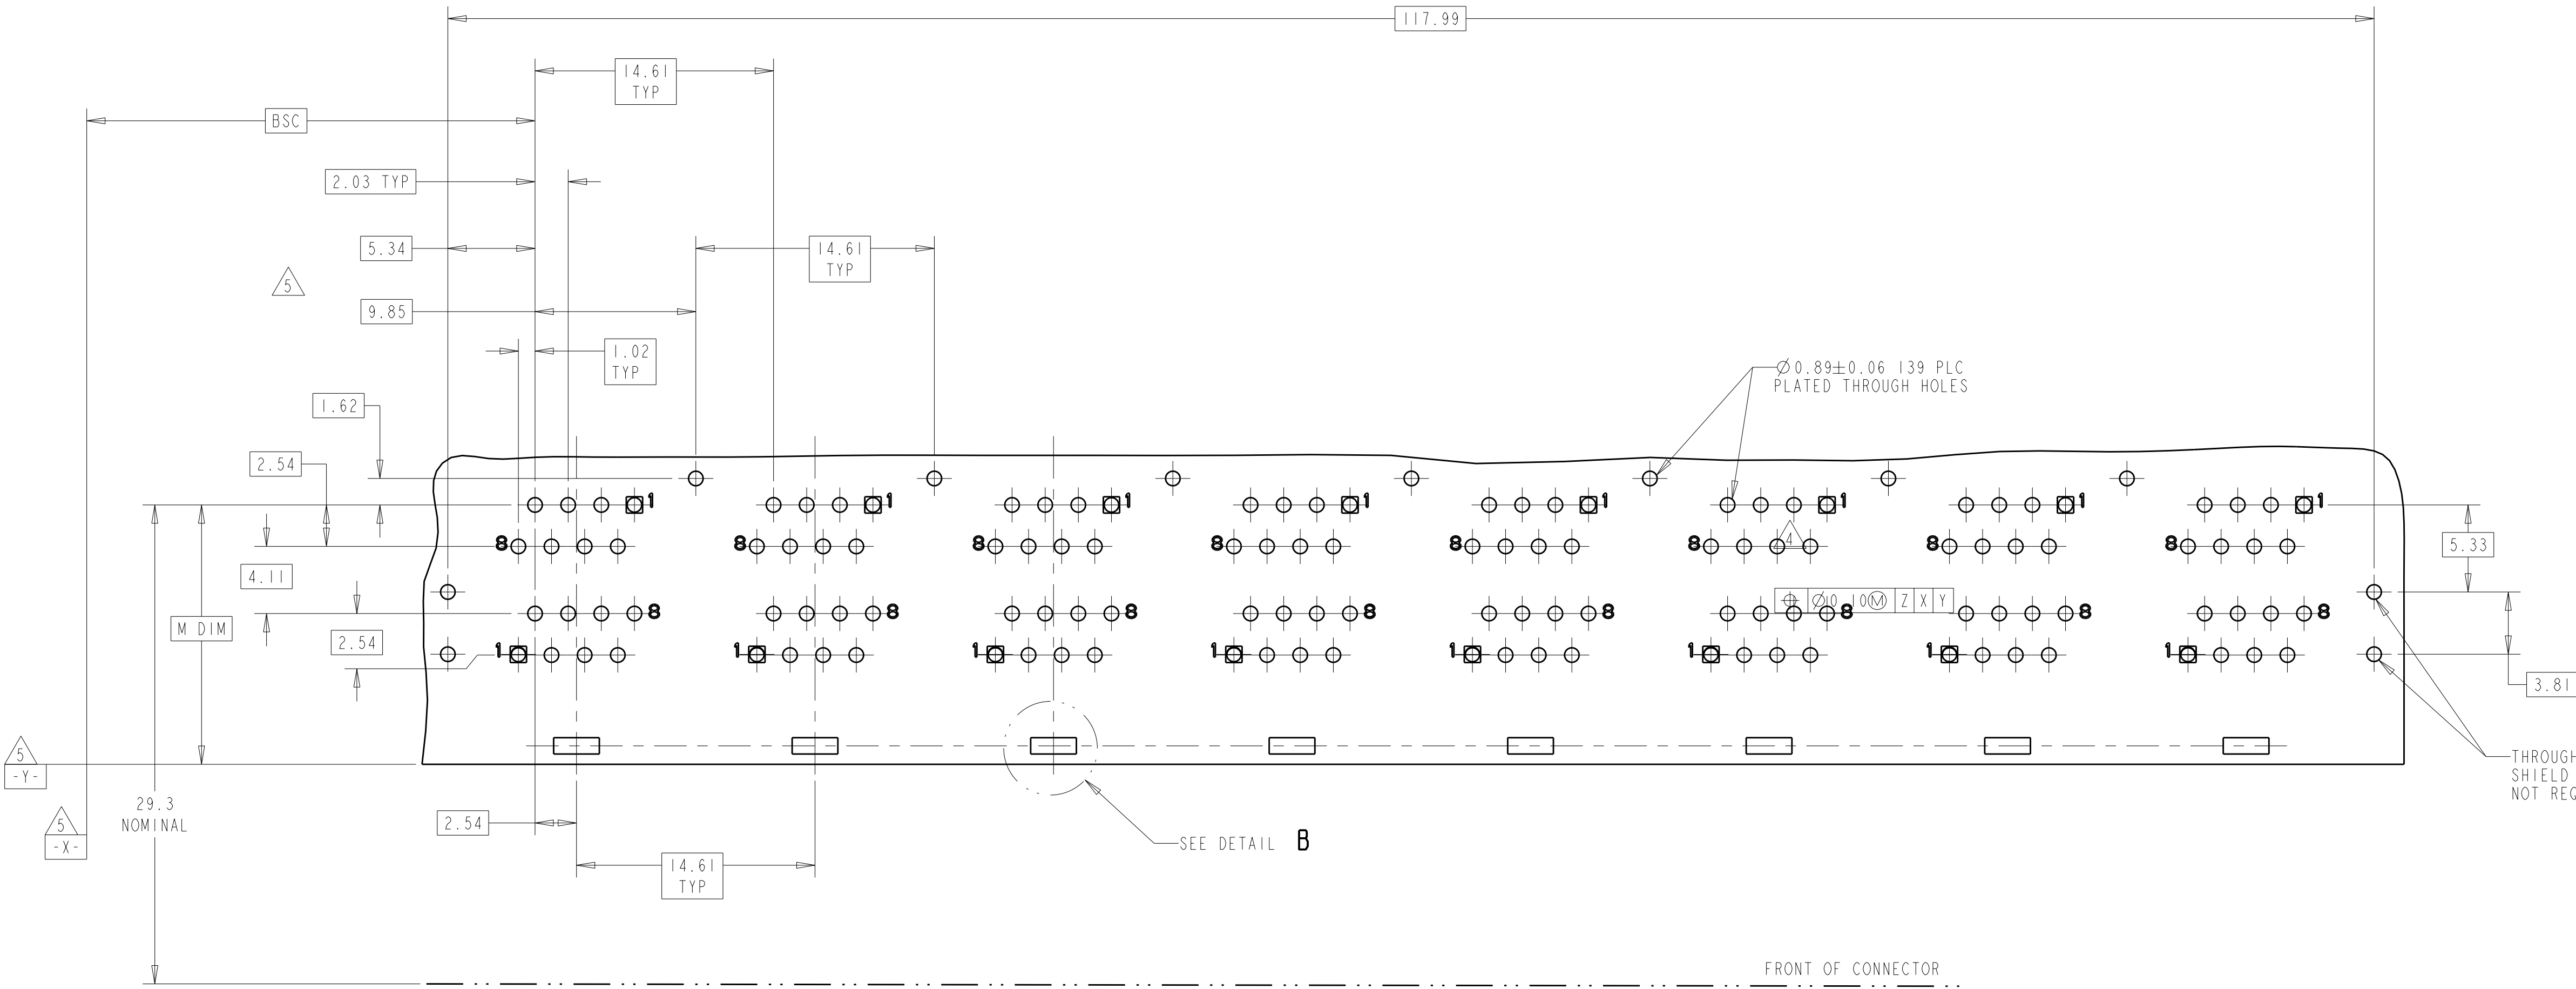 117.99
14.61
TYP
BSC
2.03 TYP
5.34
14.61
TYP
5
9.85
1.02
TYP
Ø0.89±0.06 139 PLC
PLATED THROUGH HOLES
1.62
2.54
1 1 1 1 1 1 1 1
8 8 8 8 8 8 8 8
4
5.33
4.11
Ø0.10Ⓜ Z X Y
M DIM
8 8 8 8 8 8 8 8
2.54
1 1 1 1 1 1 1 1
3.81
5
-Y-
THROUGH
SHIELD
NOT REQ
29.3
NOMINAL
5
-X-
2.54
SEE DETAIL B
14.61
TYP
FRONT OF CONNECTOR